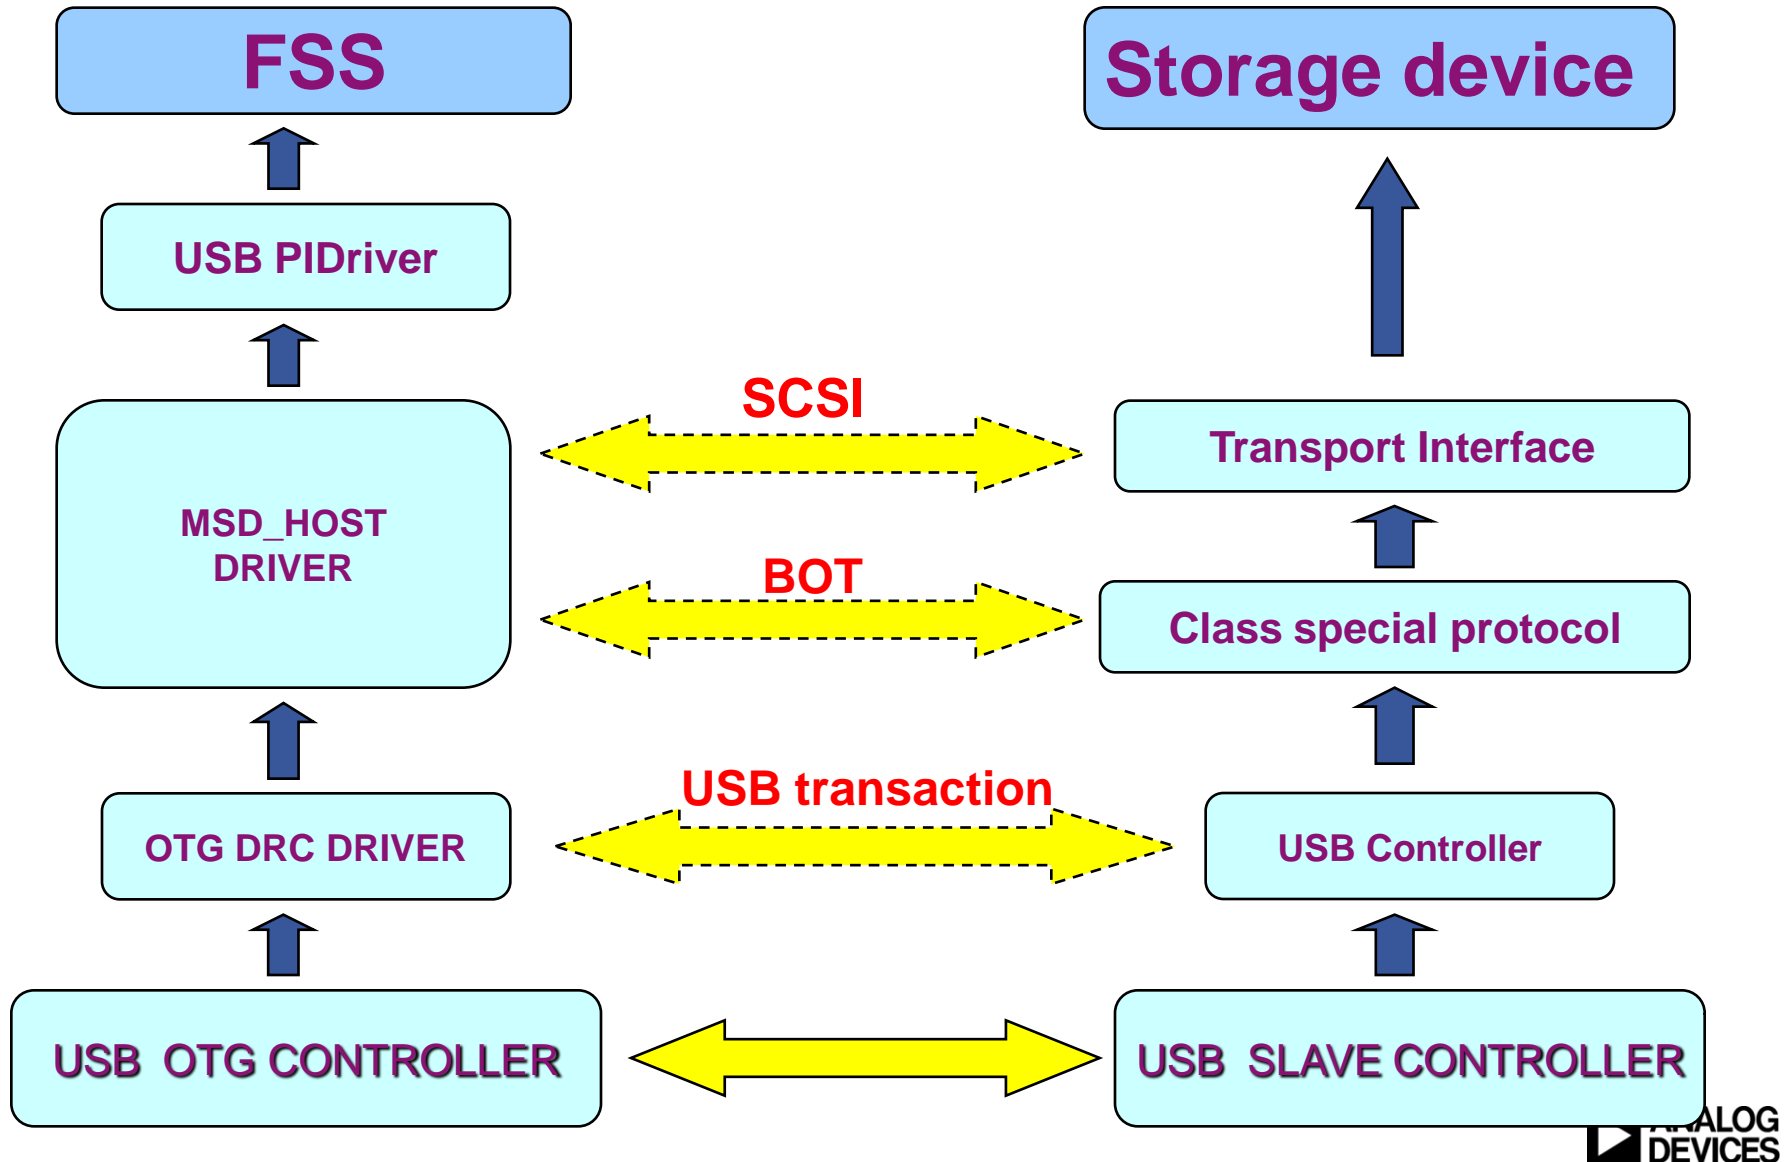 FSS
Storage device
USB PIDriver
SCSI
Transport Interface
MSD_HOST
DRIVER
BOT
Class special protocol
USB transaction
OTG DRC DRIVER
USB Controller
USB OTG CONTROLLER
USB SLAVE CONTROLLER
ANALOG
DEVICES